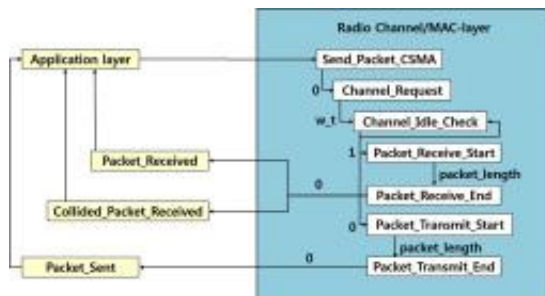 Radio Channel/MAC-layer
Application layer
Send_Packet_CSMA
0
Channel_Request
w_t
Channel_Idle_Check
1
Packet_Receive_Start
Packet_Received
packet_length
0
Packet_Receive_End
Collided_Packet_Received
0
Packet_Transmit_Start
packet_length
0
Packet_Sent
Packet_Transmit_End